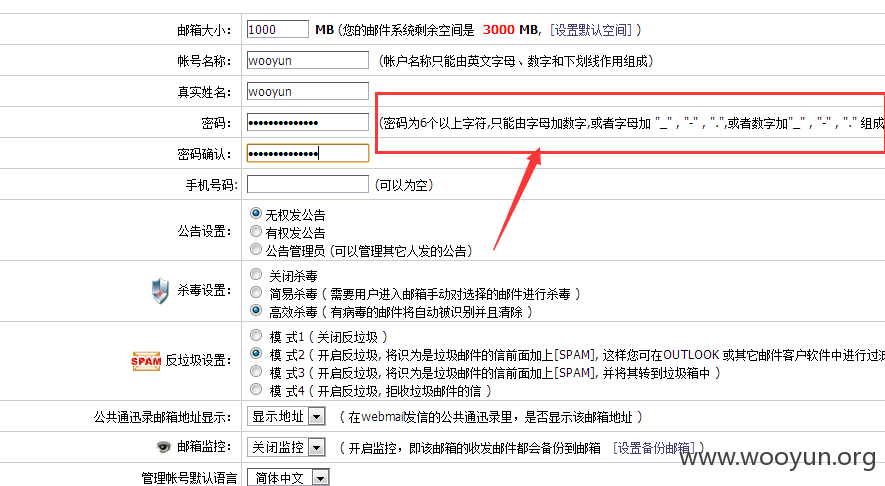 邮箱大小： 1000 MB (您的邮件系统剩余空间是 3000 MB, [设置默认空间] )
帐号名称： wooyun (帐户名称只能由英文字母、数字和下划线作用组成)
真实姓名： wooyun
密码： •••••••••••••• (密码为6个以上字符,只能由字母加数字,或者字母加 "_" , "-" , ".",或者数字加"_" , "-" , "." 组成
密码确认： ••••••••••••••
手机号码: (可以为空)
公告设置： 无权发公告
有权发公告
公告管理员 (可以管理其它人发的公告)
杀毒设置： 关闭杀毒
简易杀毒 ( 需要用户进入邮箱手动对选择的邮件进行杀毒 )
高效杀毒 ( 有病毒的邮件将自动被识别并且清除 )
SPAM 反垃圾设置： 模 式1 ( 关闭反垃圾 )
模 式2 ( 开启反垃圾, 将识为是垃圾邮件的信前面加上[SPAM], 这样您可在OUTLOOK 或其它邮件客户软件中进行过滤
模 式3 ( 开启反垃圾, 将识为是垃圾邮件的信前面加上[SPAM], 并将其转到垃圾箱中 )
模 式4 ( 开启反垃圾, 拒收垃圾邮件的信 )
公共通迅录邮箱地址显示： 显示地址 ( 在webmail发信的公共通迅录里，是否显示该邮箱地址 )
邮箱监控： 关闭监控 ( 开启监控，即该邮箱的收发邮件都会备份到邮箱 [设置备份邮箱] )
www.wooyun.org
管理帐号默认语言 简体中文